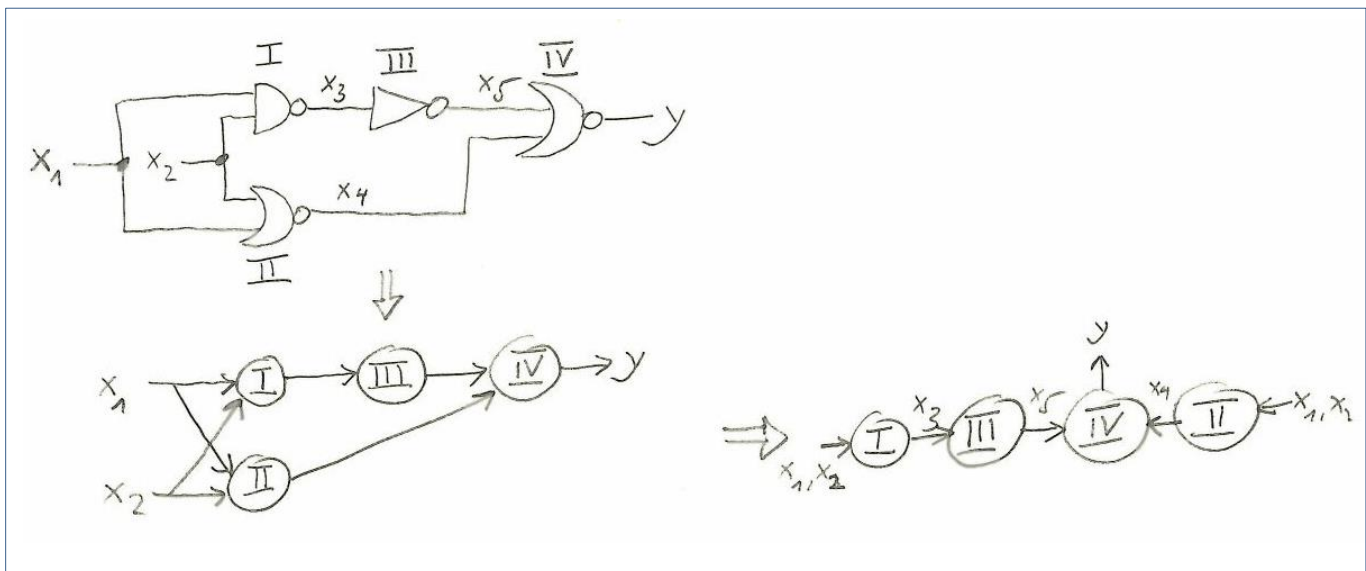 I III IV
x₃ x₅
x₁ x₂ y
x₄
II
⇓
x₁ I III IV y
x₂ II
⇒
y
x₃ x₅ x₄
x₁, x₂ I III IV II x₁, x₂